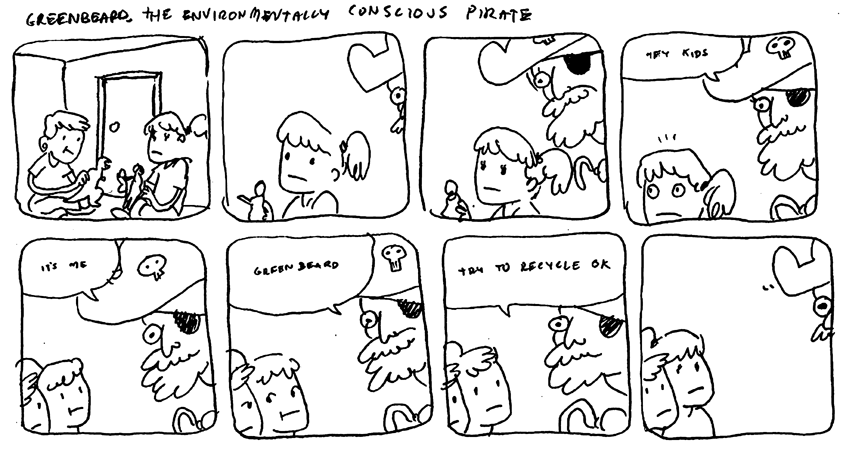 GREENBEARD, THE ENVIRONMENTALLY CONSCIOUS PIRATE
HEY KIDS
IT'S ME
GREENBEARD
TRY TO RECYCLE OK